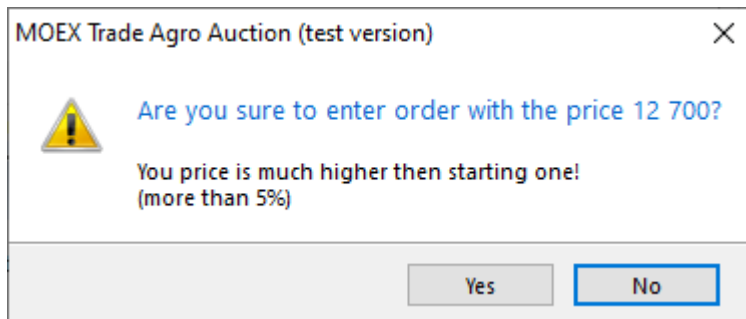 MOEX Trade Agro Auction (test version)
Are you sure to enter order with the price 12 700?
You price is much higher then starting one!
(more than 5%)
Yes
No